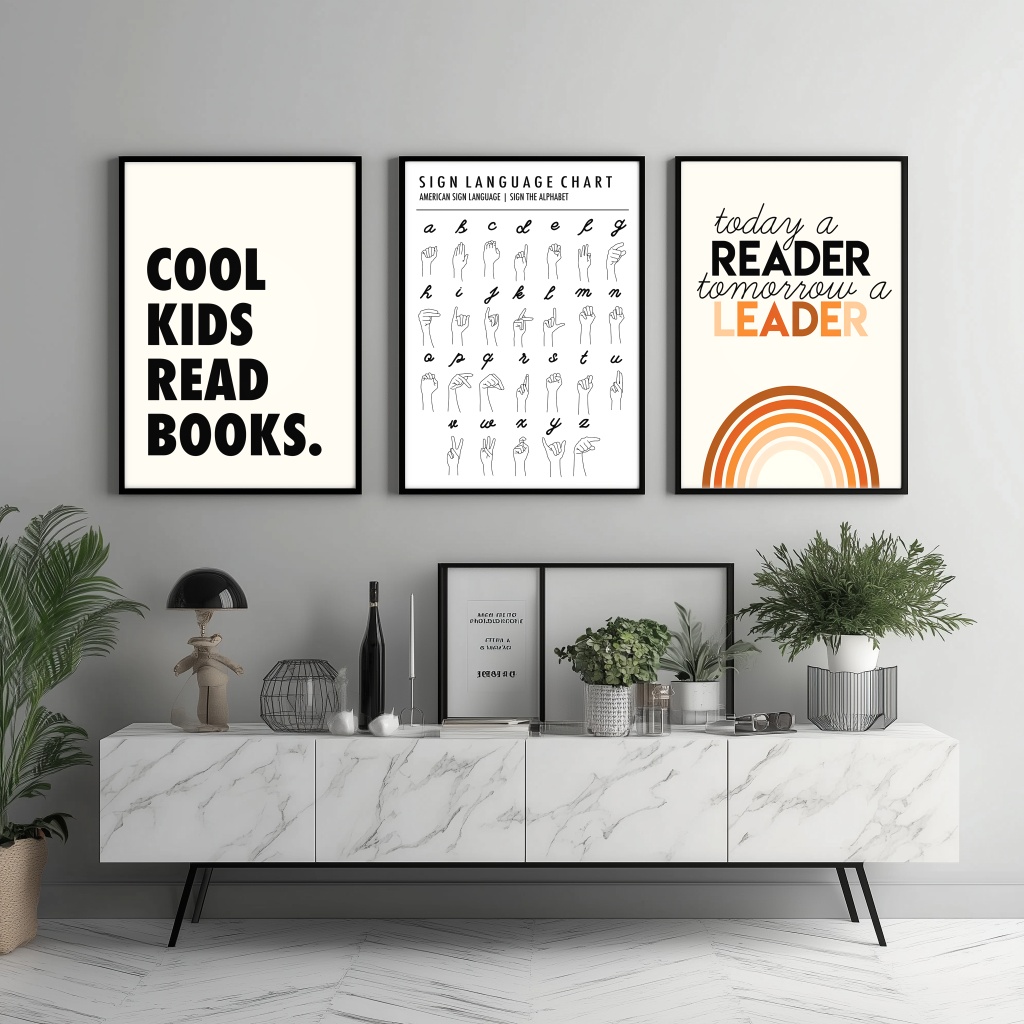 COOL
KIDS
READ
BOOKS.
SIGN LANGUAGE CHART
AMERICAN SIGN LANGUAGE | SIGN THE ALPHABET
a b c d e f g
h i j k l m n
o p q r s t u
v w x y z
today a
READER
tomorrow a
LEADER